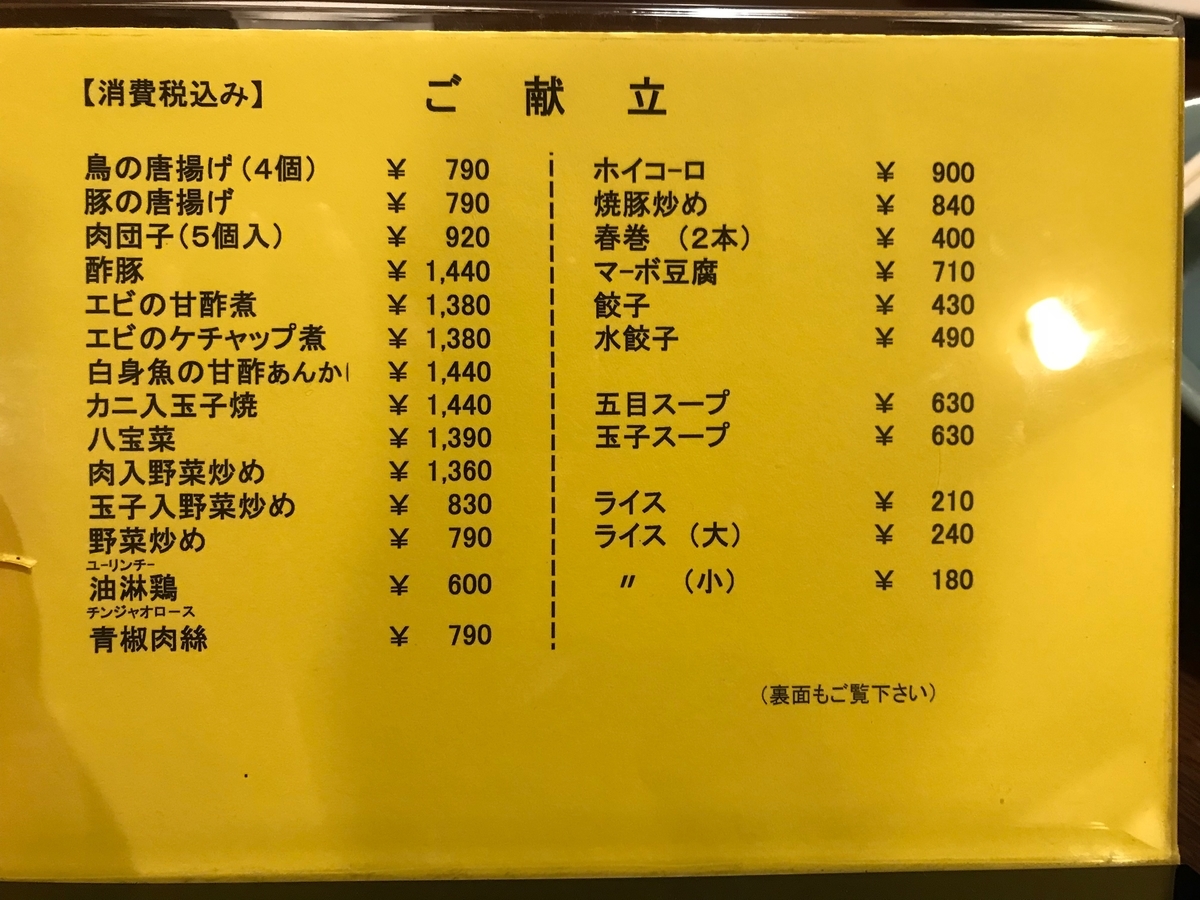 【消費税込み】 ご 献 立
鳥の唐揚げ（４個） ￥ 790
豚の唐揚げ ￥ 790
肉団子（５個入） ￥ 920
酢豚 ￥ 1,440
エビの甘酢煮 ￥ 1,380
エビのケチャップ煮 ￥ 1,380
白身魚の甘酢あんか ￥ 1,440
カニ入玉子焼 ￥ 1,440
八宝菜 ￥ 1,390
肉入野菜炒め ￥ 1,360
玉子入野菜炒め ￥ 830
野菜炒め ￥ 790
ユーリンチー
油淋鶏 ￥ 600
チンジャオロース
青椒肉絲 ￥ 790
ホイコーロ ￥ 900
焼豚炒め ￥ 840
春巻 （２本） ￥ 400
マーボ豆腐 ￥ 710
餃子 ￥ 430
水餃子 ￥ 490
五目スープ ￥ 630
玉子スープ ￥ 630
ライス ￥ 210
ライス （大） ￥ 240
〃 （小） ￥ 180
（裏面もご覧下さい）